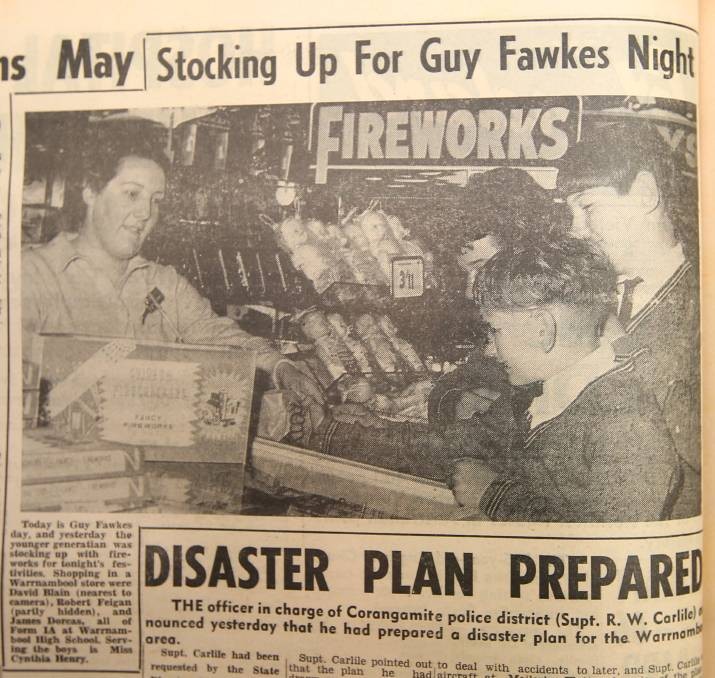 ns May
Stocking Up For Guy Fawkes Night
FIREWORKS
3'11
FANCY
FIREWORKS
Today is Guy Fawkes
day, and yesterday the
younger generatian was
stocking up with fire-
works for tonight's fes-
tivities. Shopping in a
Warrnambool store were
David Blain (nearest to
camera), Robert Feigan
(partly hidden), and
James Dorcas, all of
Form 1A at Warrnam-
bool High School. Serv-
ing the boys is Miss
Cynthia Henry.
DISASTER PLAN PREPARED
THE officer in charge of Corangamite police district (Supt. R. W. Carlile)
nounced yesterday that he had prepared a disaster plan for the Warrnamb
area.
Supt. Carlile had been
requested by the State
Supt. Carlile pointed out
that the plan he had
to deal with accidents to
aircraft at
later, and Supt. Carlile
of the